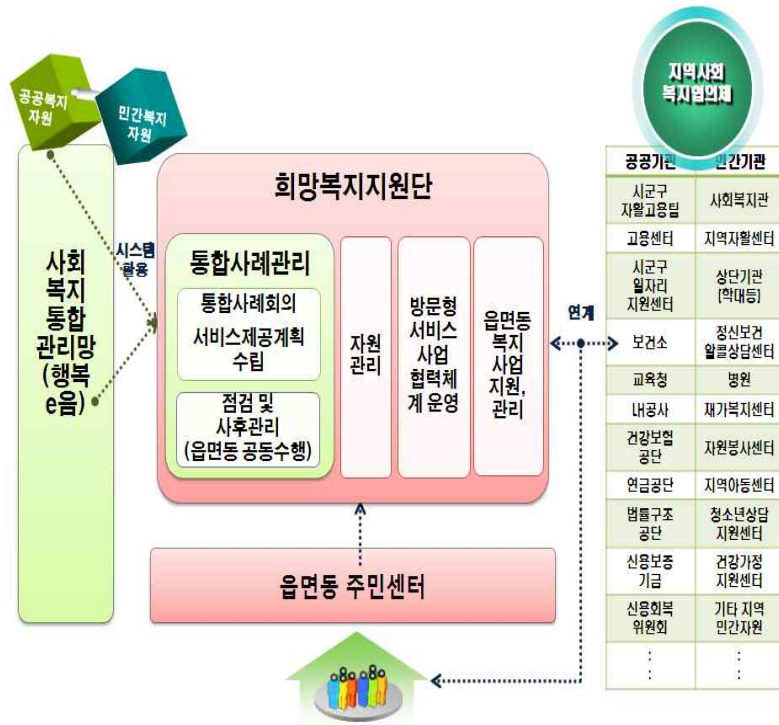 공공복지
자원
민간복지
자원
지역사회
복지협의체
사회
복지
통합
관리망
(행복
e음)
시스템
활용
희망복지지원단
통합사례관리
통합사례회의
서비스제공계획
수립
점검 및
사후관리
(읍면동 공동수행)
자원
관리
방문형
서비스
사업
협력체
계 운영
읍면동
복지
사업
지원,
관리
연계
읍면동 주민센터
공공기관
민간기관
시군구
자활고용팀
사회복지관
고용센터
지역자활센터
시군구
일자리
지원센터
상단기관
(학대등)
보건소
정신보건
알콜상담센터
교육청
병원
LH공사
재가복지센터
건강보험
공단
자원봉사센터
연금공단
지역아동센터
법률구조
공단
청소년상담
지원센터
신용보증
기금
건강가정
지원센터
신용회복
위원회
기타 지역
민간자원
⋮
⋮